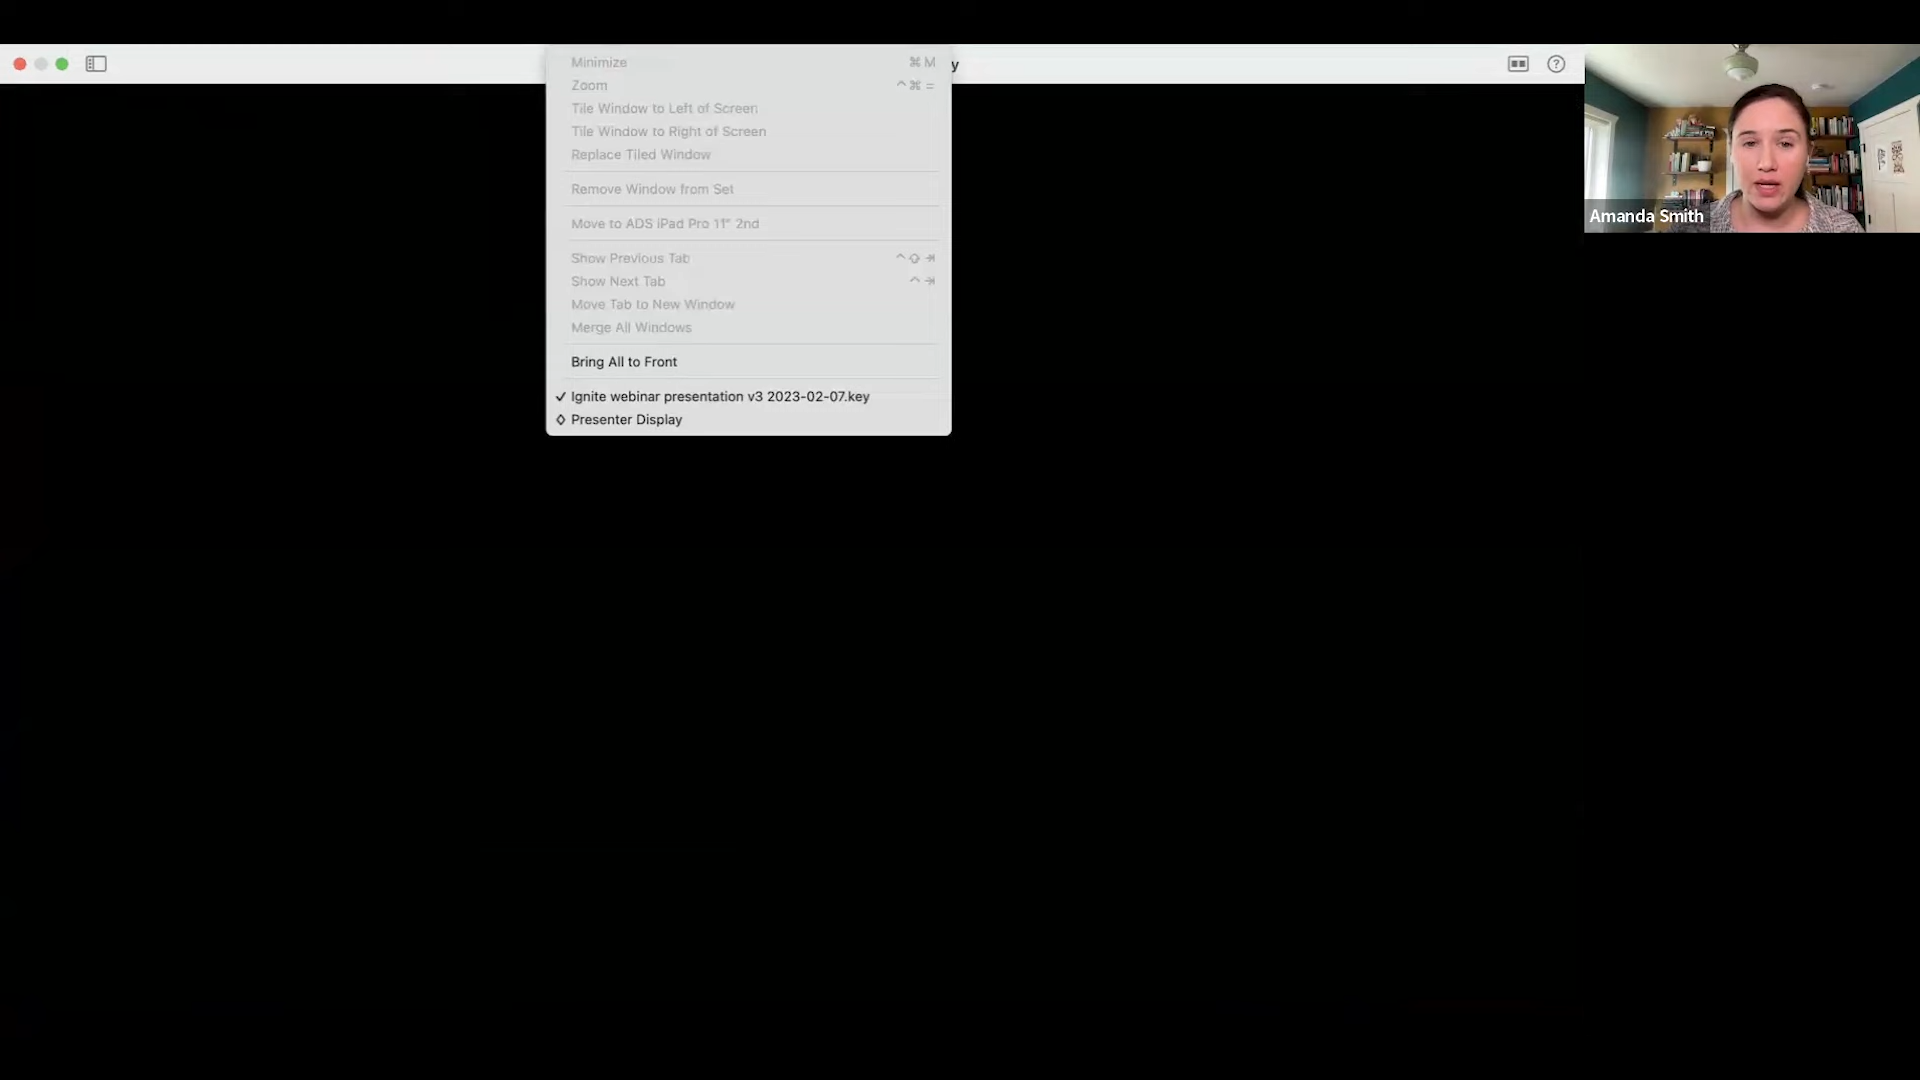 y
Minimize ⌘ M
Zoom ^ ⌘ =
Tile Window to Left of Screen
Tile Window to Right of Screen
Replace Tiled Window
Remove Window from Set
Move to ADS iPad Pro 11" 2nd
Show Previous Tab ^ ⇧ ⇥
Show Next Tab ^ ⇥
Move Tab to New Window
Merge All Windows
Bring All to Front
✓ Ignite webinar presentation v3 2023-02-07.key
◇ Presenter Display
?
Amanda Smith